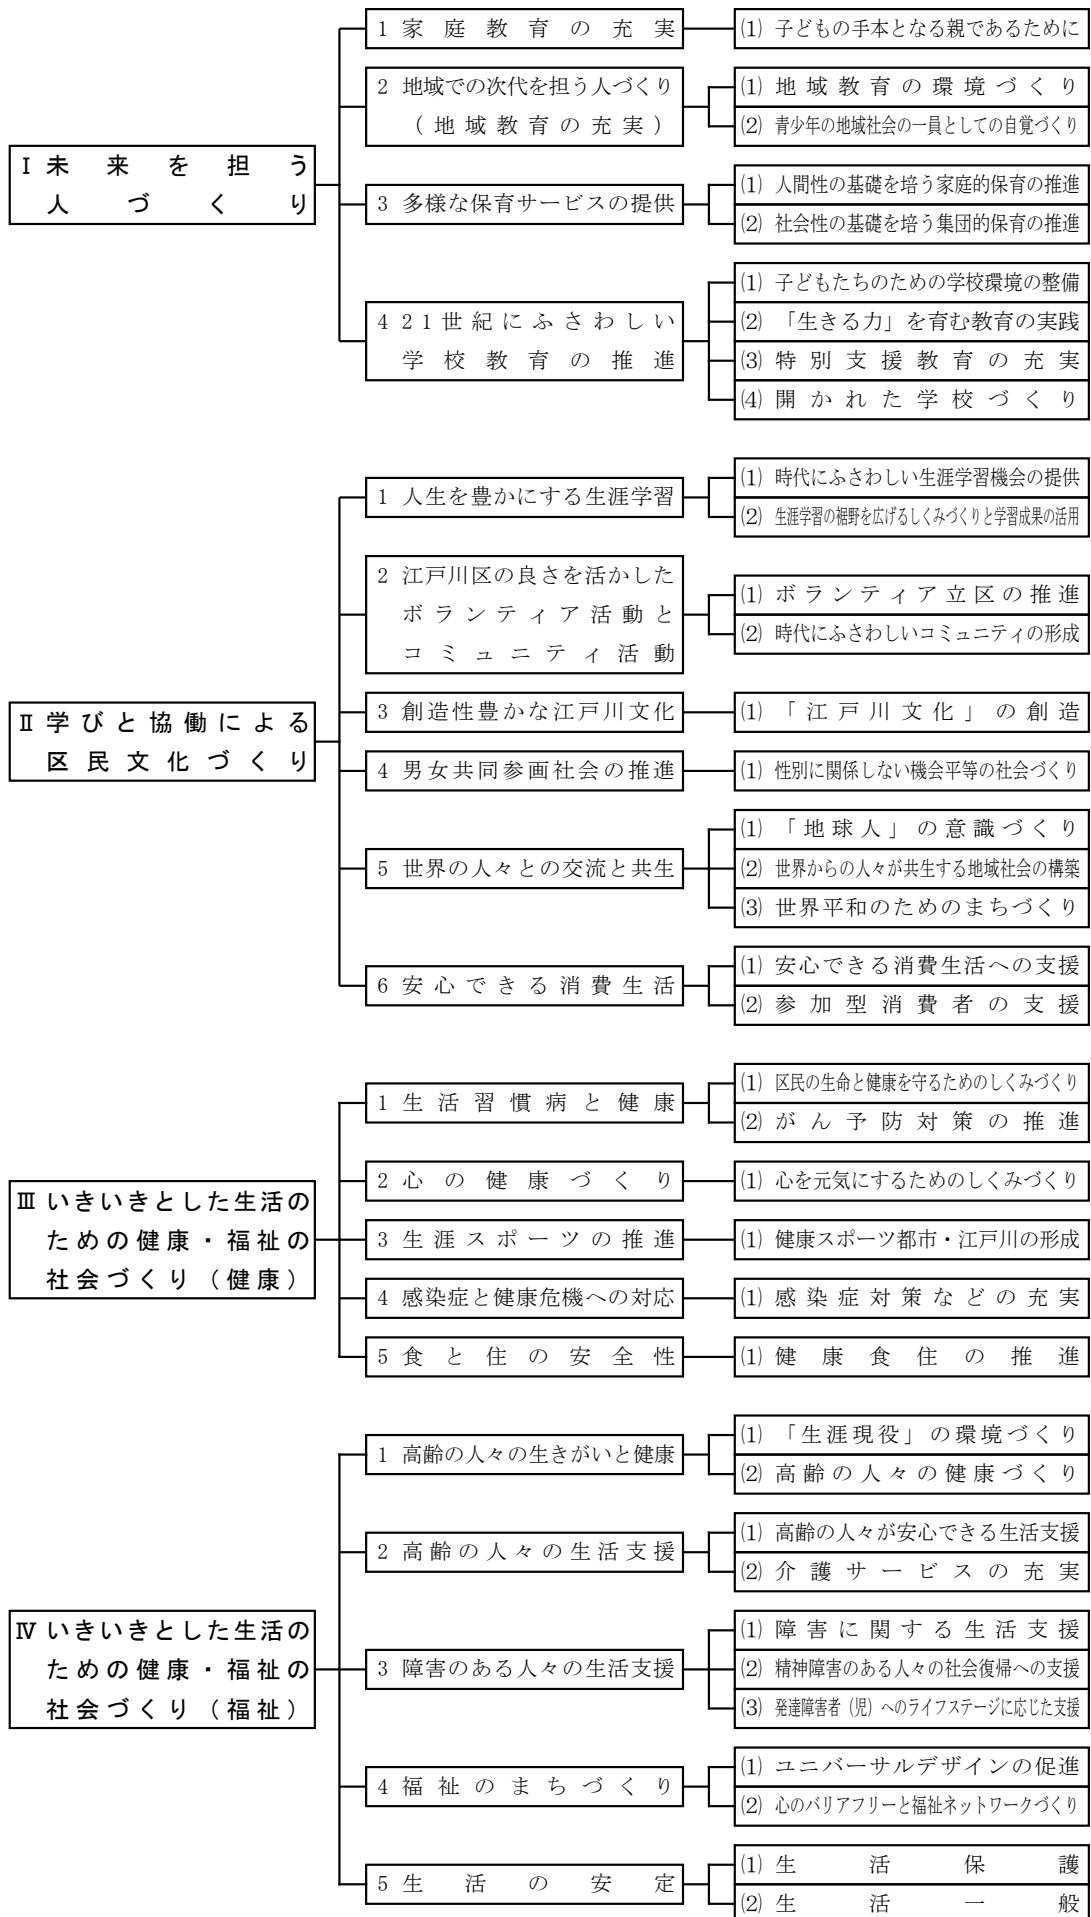 Ⅰ 未来を担う
人づくり
1 家庭教育の充実
⑴ 子どもの手本となる親であるために
2 地域での次代を担う人づくり
（地域教育の充実）
⑴ 地域教育の環境づくり
⑵ 青少年の地域社会の一員としての自覚づくり
3 多様な保育サービスの提供
⑴ 人間性の基礎を培う家庭的保育の推進
⑵ 社会性の基礎を培う集団的保育の推進
4 21世紀にふさわしい
学校教育の推進
⑴ 子どもたちのための学校環境の整備
⑵ 「生きる力」を育む教育の実践
⑶ 特別支援教育の充実
⑷ 開かれた学校づくり
Ⅱ 学びと協働による
区民文化づくり
1 人生を豊かにする生涯学習
⑴ 時代にふさわしい生涯学習機会の提供
⑵ 生涯学習の裾野を広げるしくみづくりと学習成果の活用
2 江戸川区の良さを活かした
ボランティア活動と
コミュニティ活動
⑴ ボランティア立区の推進
⑵ 時代にふさわしいコミュニティの形成
3 創造性豊かな江戸川文化
⑴ 「江戸川文化」の創造
4 男女共同参画社会の推進
⑴ 性別に関係しない機会平等の社会づくり
5 世界の人々との交流と共生
⑴ 「地球人」の意識づくり
⑵ 世界からの人々が共生する地域社会の構築
⑶ 世界平和のためのまちづくり
6 安心できる消費生活
⑴ 安心できる消費生活への支援
⑵ 参加型消費者の支援
Ⅲ いきいきとした生活の
ための健康・福祉の
社会づくり（健康）
1 生活習慣病と健康
⑴ 区民の生命と健康を守るためのしくみづくり
⑵ がん予防対策の推進
2 心の健康づくり
⑴ 心を元気にするためのしくみづくり
3 生涯スポーツの推進
⑴ 健康スポーツ都市・江戸川の形成
4 感染症と健康危機への対応
⑴ 感染症対策などの充実
5 食と住の安全性
⑴ 健康食住の推進
Ⅳ いきいきとした生活の
ための健康・福祉の
社会づくり（福祉）
1 高齢の人々の生きがいと健康
⑴ 「生涯現役」の環境づくり
⑵ 高齢の人々の健康づくり
2 高齢の人々の生活支援
⑴ 高齢の人々が安心できる生活支援
⑵ 介護サービスの充実
3 障害のある人々の生活支援
⑴ 障害に関する生活支援
⑵ 精神障害のある人々の社会復帰への支援
⑶ 発達障害者（児）へのライフステージに応じた支援
4 福祉のまちづくり
⑴ ユニバーサルデザインの促進
⑵ 心のバリアフリーと福祉ネットワークづくり
5 生活の安定
⑴ 生活保護
⑵ 生活一般